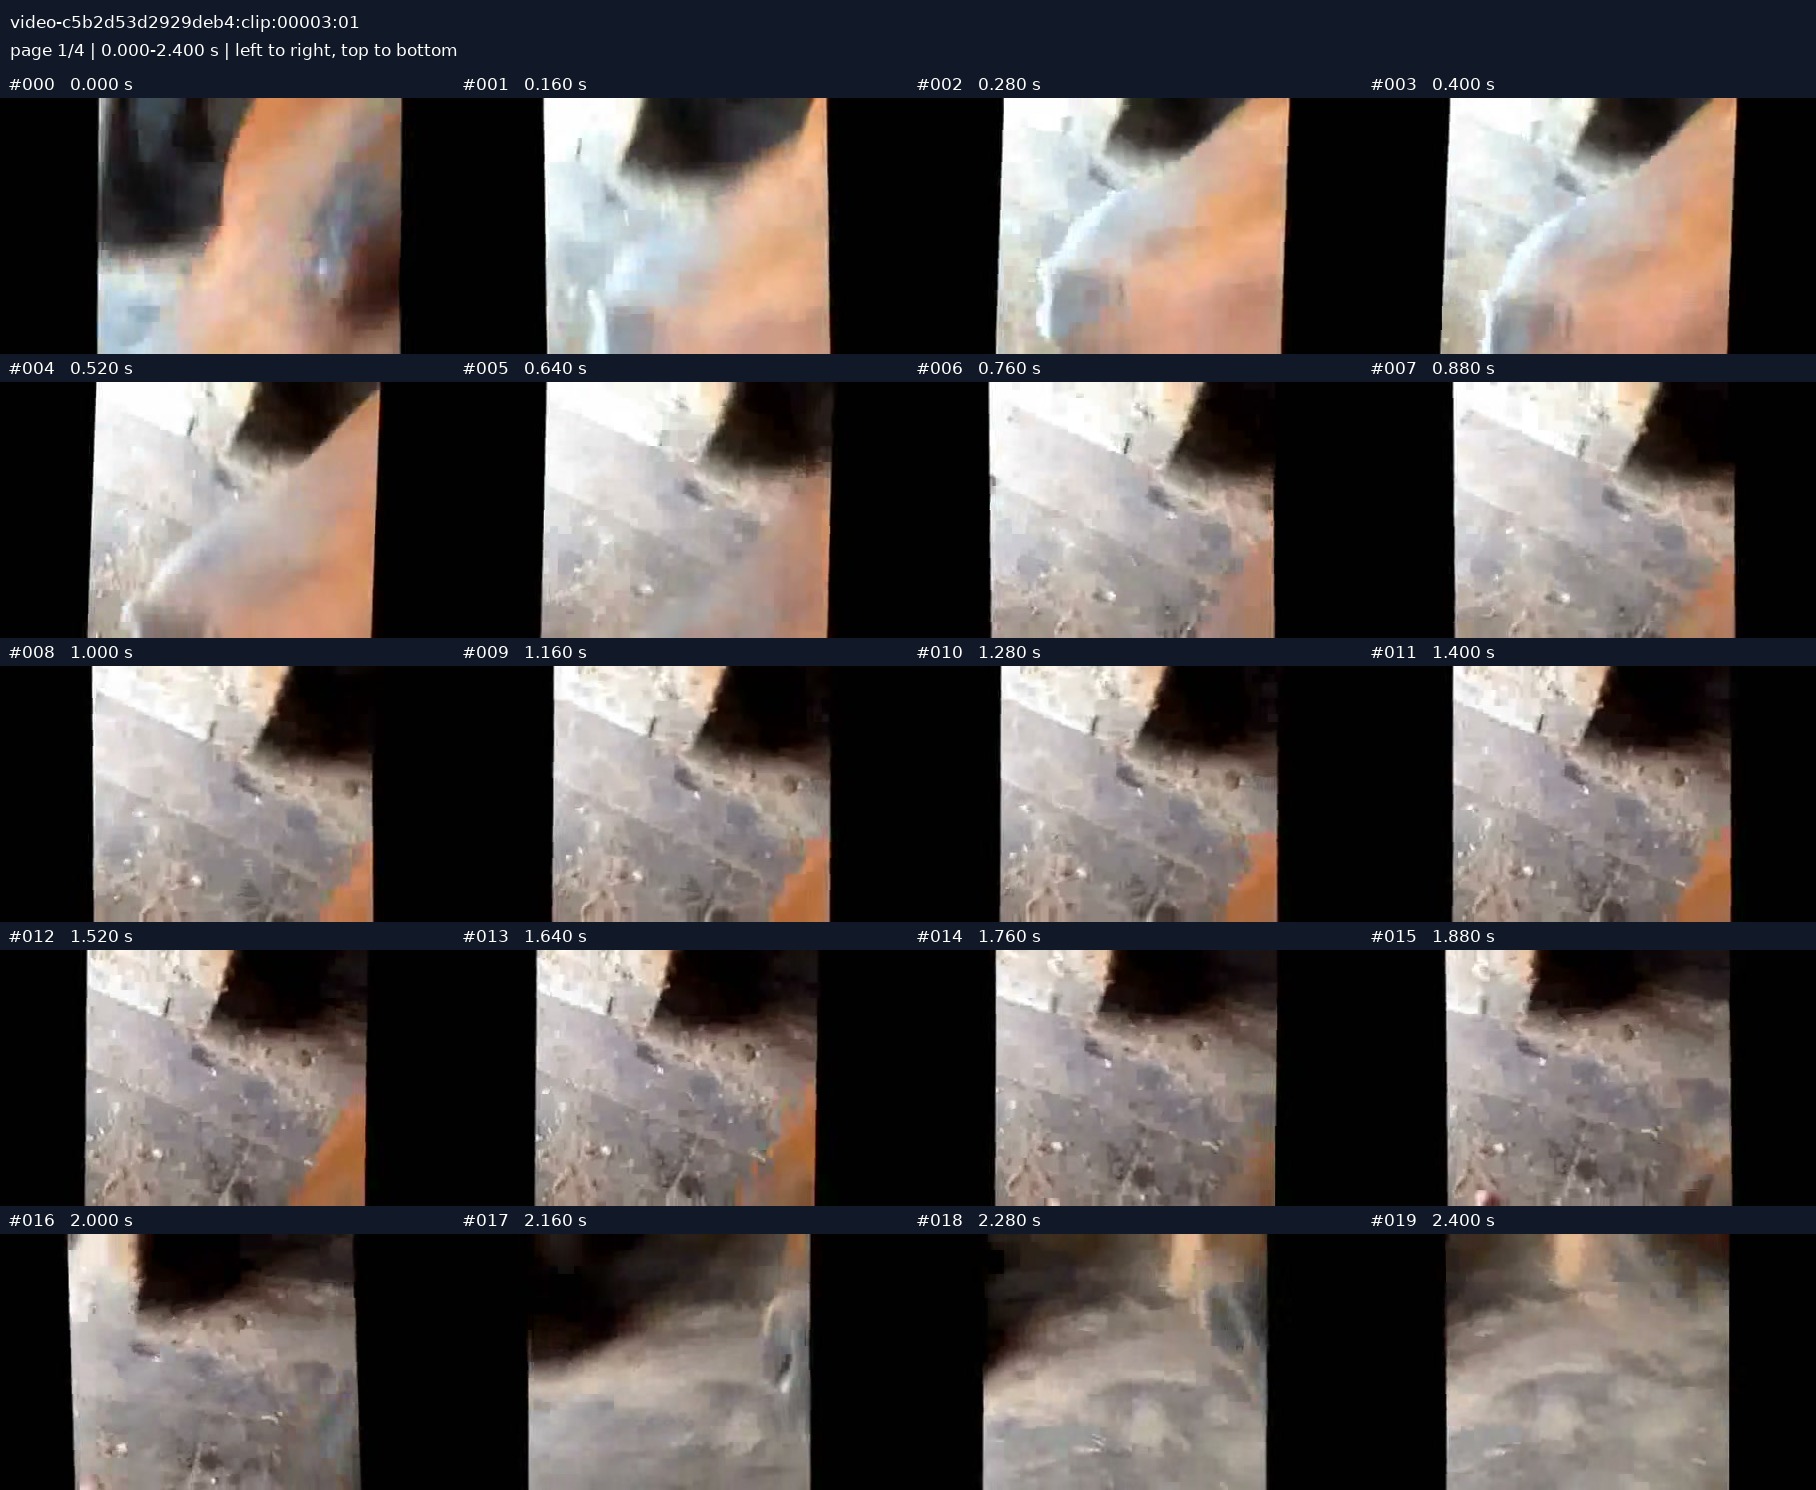 video-c5b2d53d2929deb4:clip:00003:01
page 1/4 | 0.000-2.400 s | left to right, top to bottom
#000 0.000 s
#001 0.160 s
#002 0.280 s
#003 0.400 s
#004 0.520 s
#005 0.640 s
#006 0.760 s
#007 0.880 s
#008 1.000 s
#009 1.160 s
#010 1.280 s
#011 1.400 s
#012 1.520 s
#013 1.640 s
#014 1.760 s
#015 1.880 s
#016 2.000 s
#017 2.160 s
#018 2.280 s
#019 2.400 s